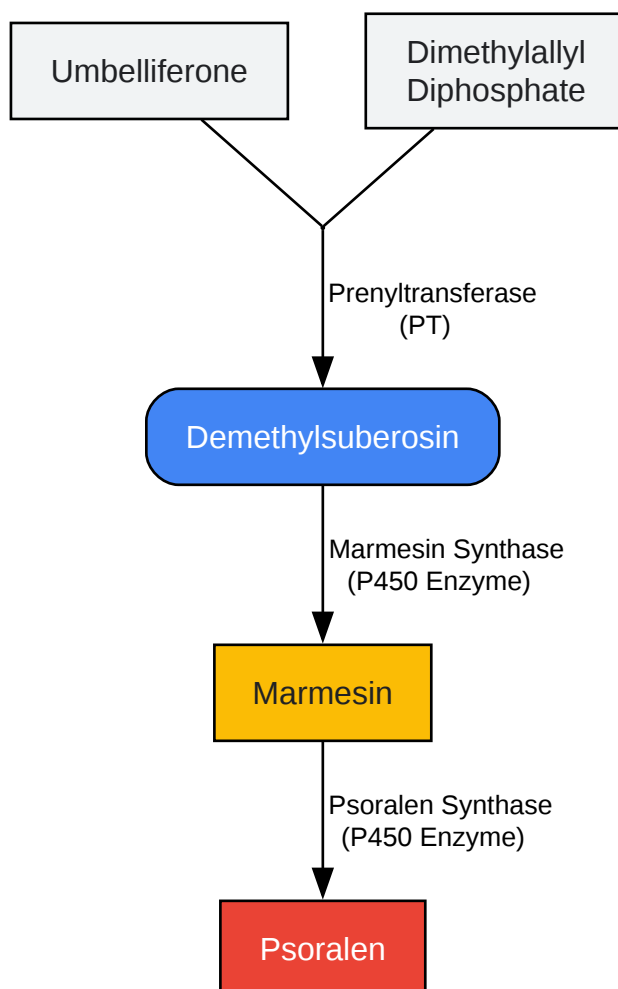 Umbelliferone
Dimethylallyl
Diphosphate
Prenyltransferase
(PT)
Demethylsuberosin
Marmesin Synthase
(P450 Enzyme)
Marmesin
Psoralen Synthase
(P450 Enzyme)
Psoralen